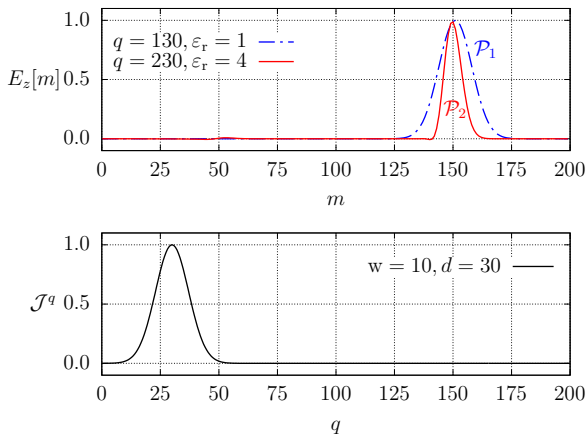 1.0
q = 130, εr = 1
q = 230, εr = 4
P1
Ez[m]
0.5
P2
0.0
0 25 50 75 100 125 150 175 200
m
1.0
w = 10, d = 30
J^q
0.5
0.0
0 25 50 75 100 125 150 175 200
q